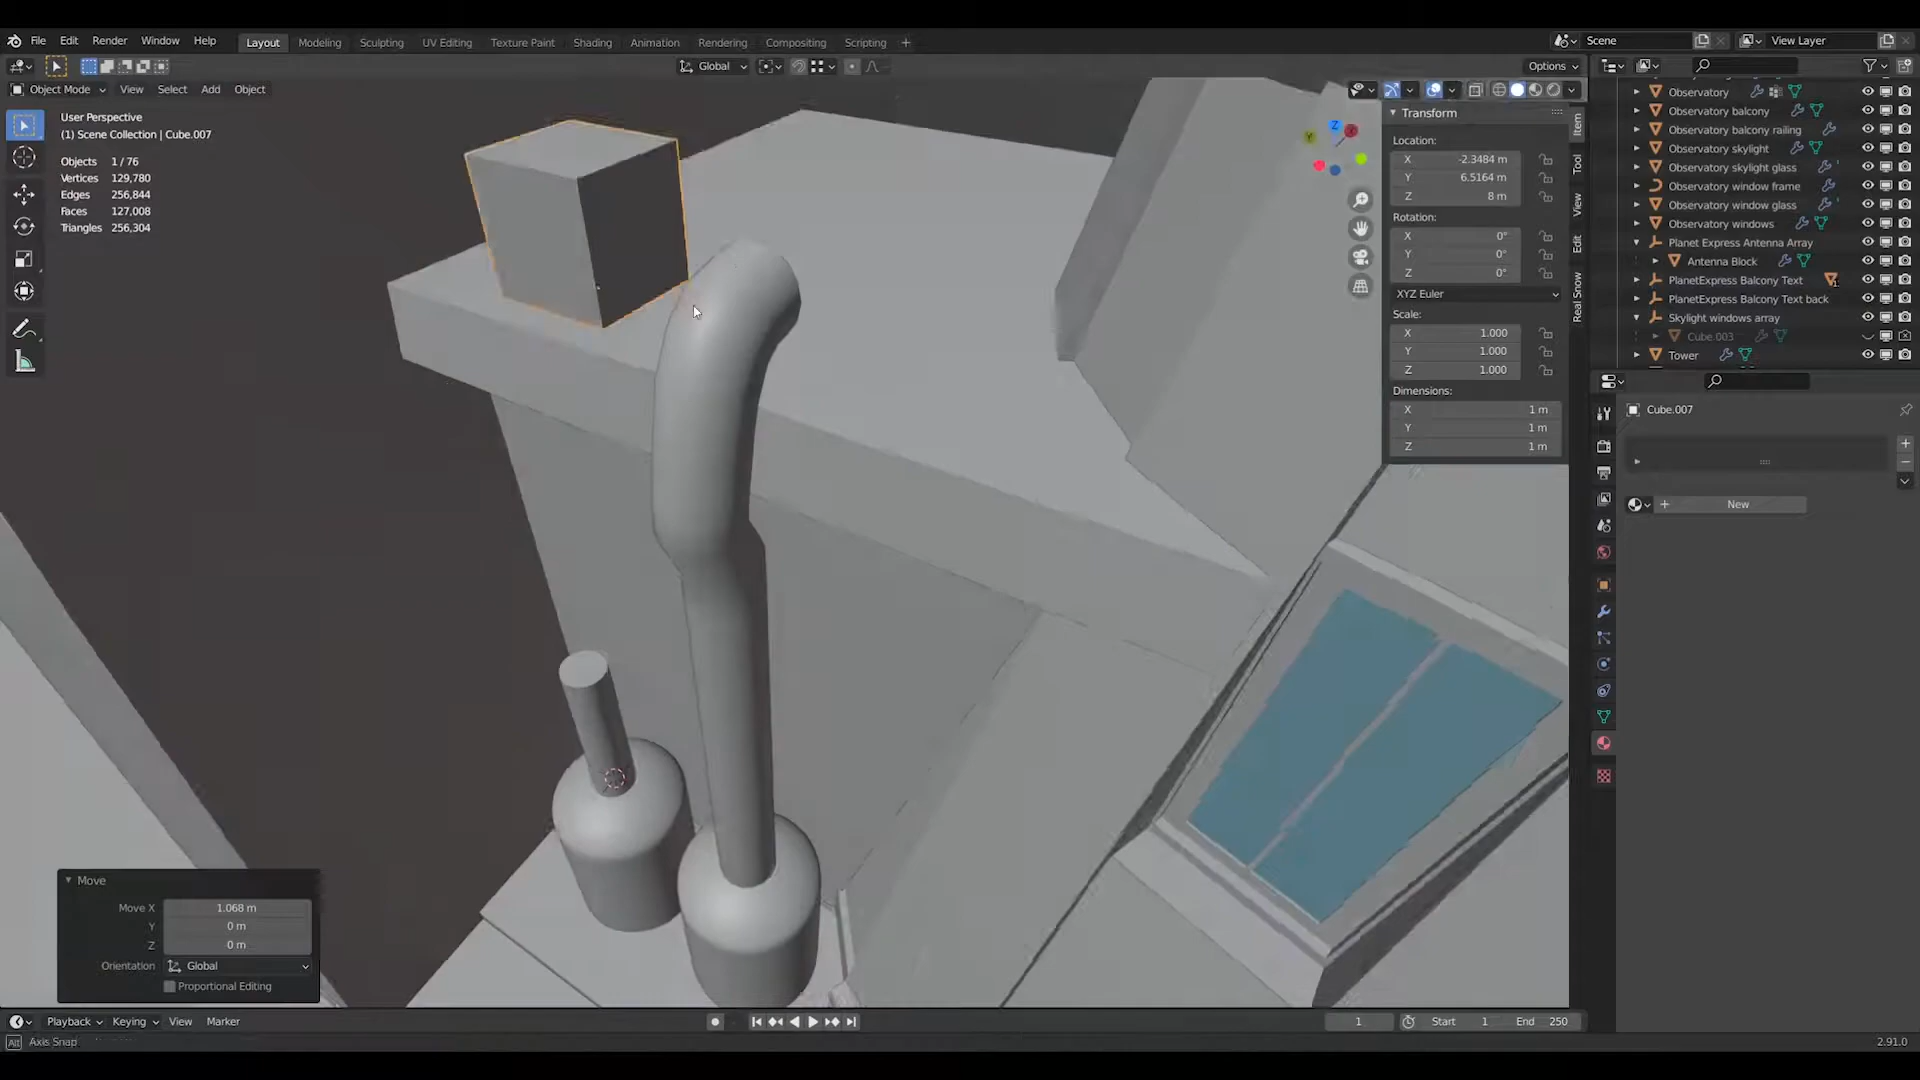 File Edit Render Window Help Layout Modeling Sculpting UV Editing Texture Paint Shading Animation Rendering Compositing Scripting + Scene View Layer
Global Options
Object Mode View Select Add Object
User Perspective
(1) Scene Collection | Cube.007
Objects 1 / 76
Vertices 129,780
Edges 256,844
Faces 127,008
Triangles 256,304
Transform
Location:
X -2.3484 m
Y 6.5164 m
Z 8 m
Rotation:
X 0°
Y 0°
Z 0°
XYZ Euler
Scale:
X 1.000
Y 1.000
Z 1.000
Dimensions:
X 1 m
Y 1 m
Z 1 m
Item
Tool
View
Edit
Real Snow
Z
Y
X
Observatory
Observatory balcony
Observatory balcony railing
Observatory skylight
Observatory skylight glass
Observatory window frame
Observatory window glass
Observatory windows
Planet Express Antenna Array
Antenna Block
PlanetExpress Balcony Text
PlanetExpress Balcony Text back
Skylight windows array
Cube.003
Tower
Cube.007
+ New
Move
Move X 1.068 m
Y 0 m
Z 0 m
Orientation Global
Proportional Editing
Playback Keying View Marker 1 Start 1 End 250
Alt Axis Snap 2.91.0